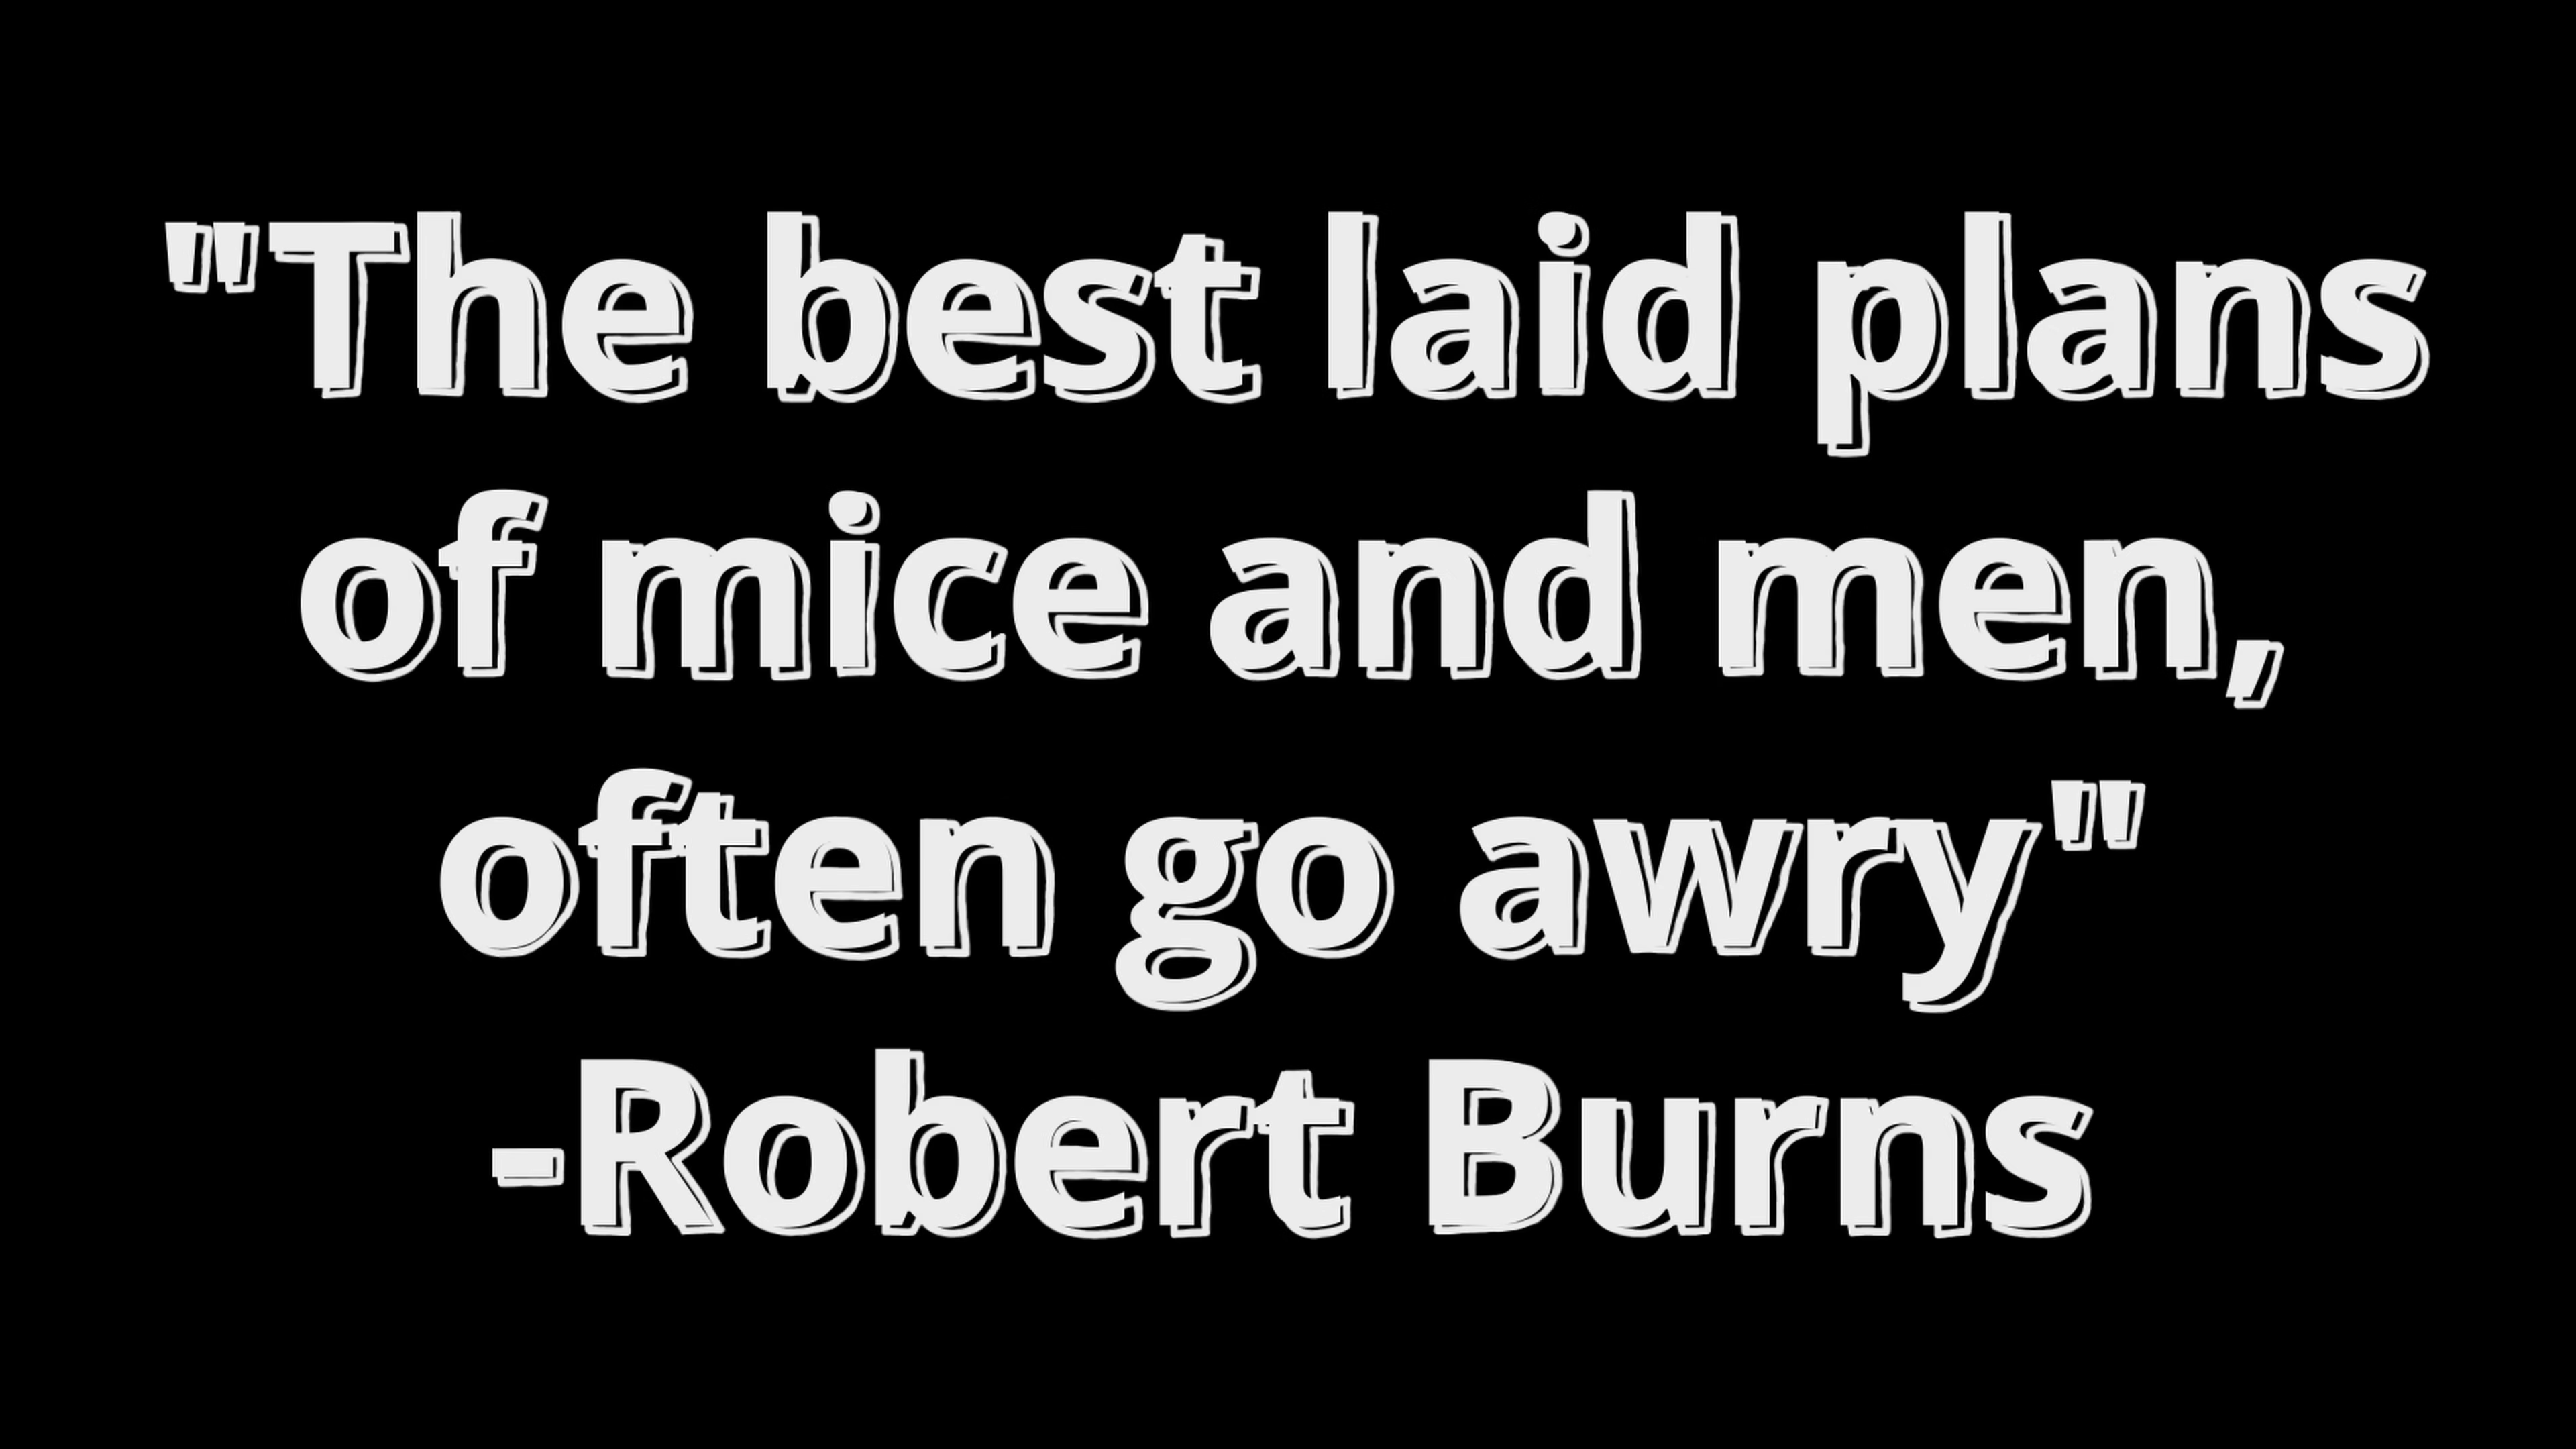 "The best laid plans
of mice and men,
often go awry"
-Robert Burns